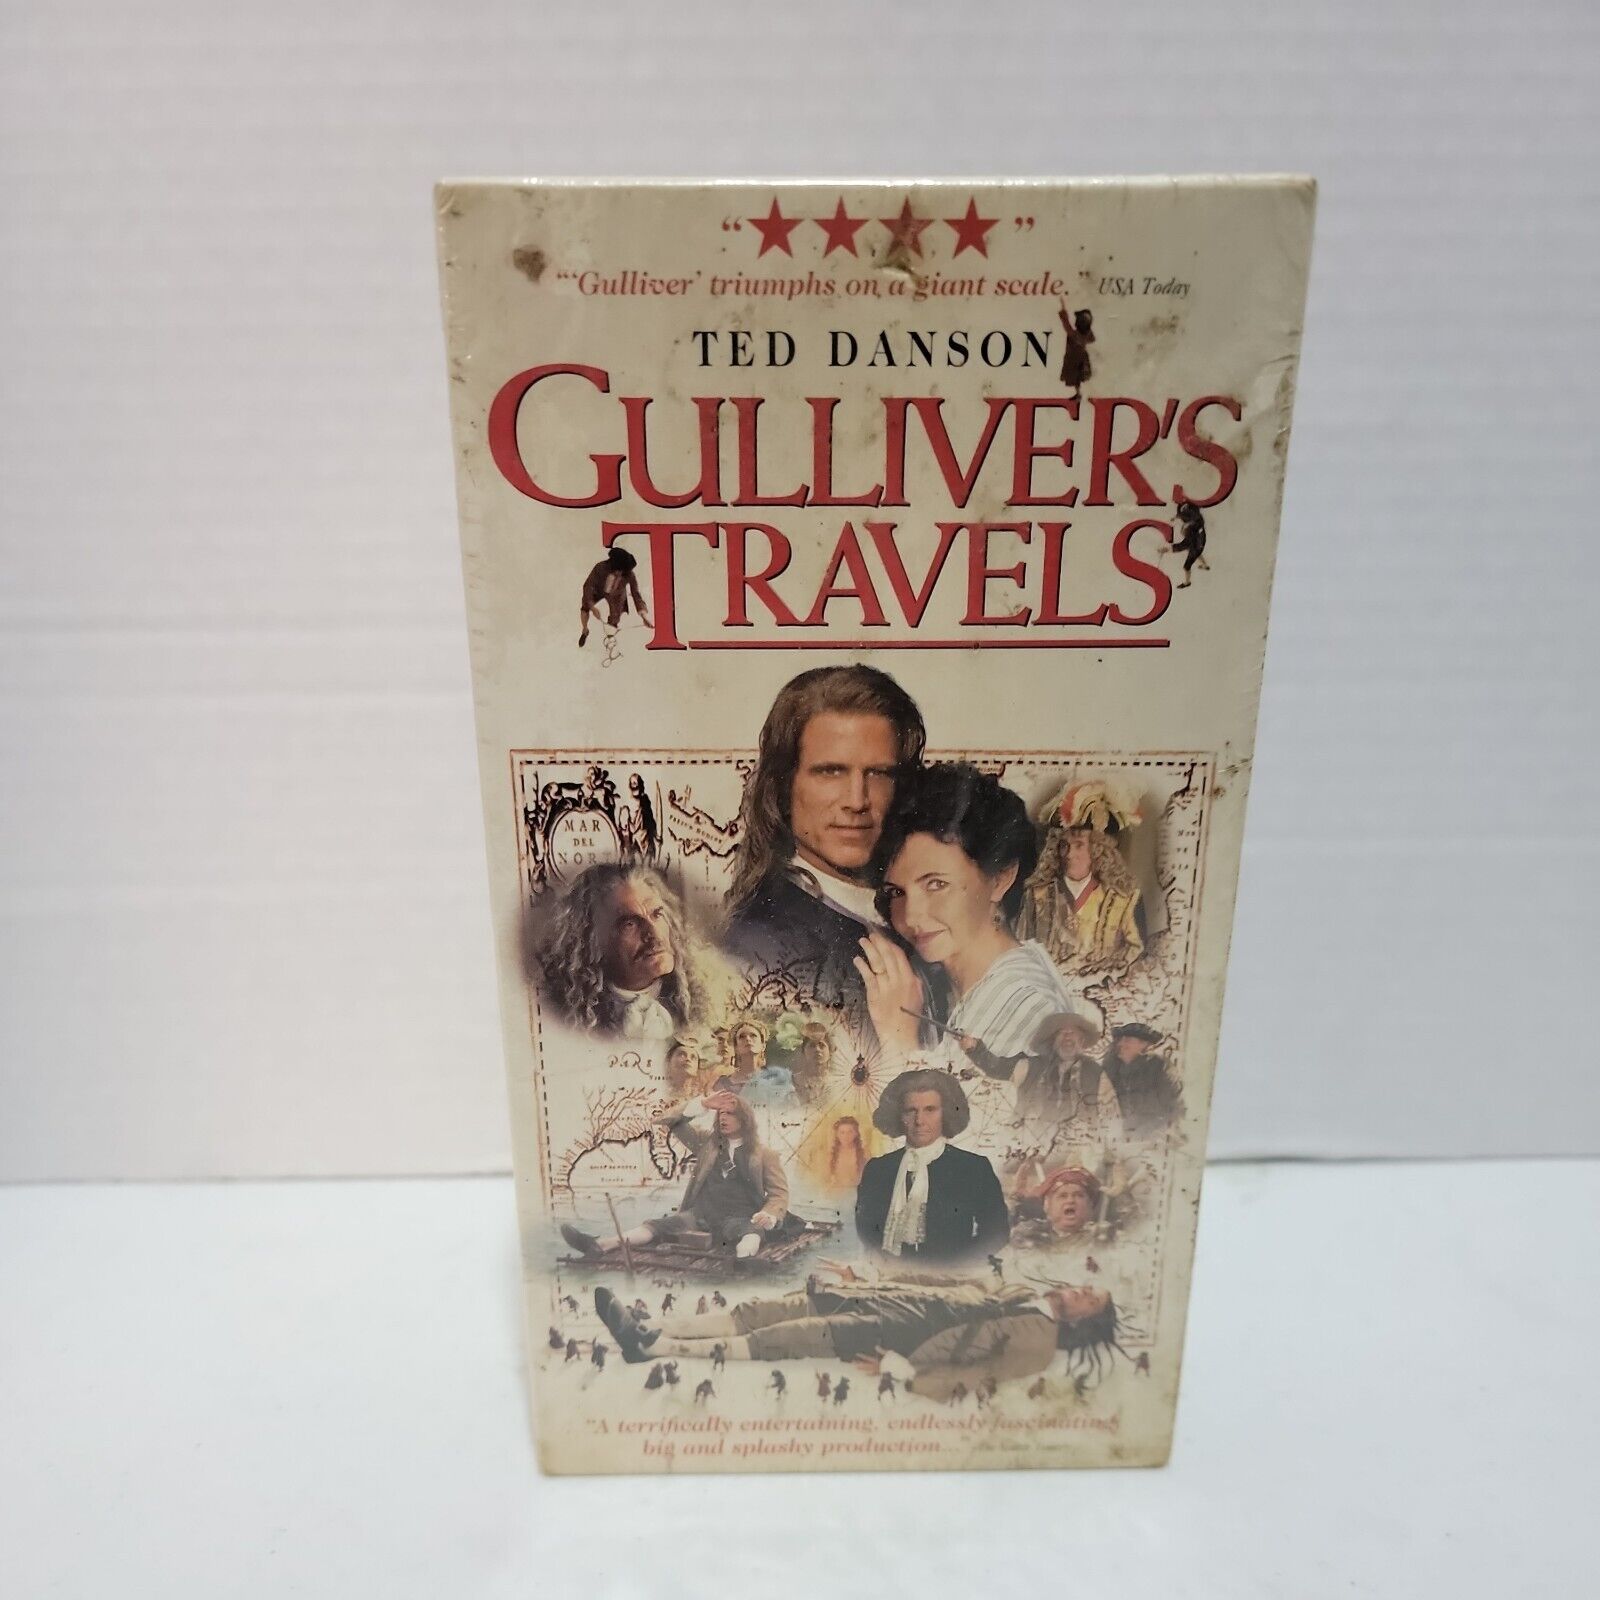 “★★★★”
“‘Gulliver’ triumphs on a giant scale.” USA Today
TED DANSON
GULLIVER'S
TRAVELS
MAR
DEL
NORT
PARS
"A terrifically entertaining, endlessly fascinating,
big and splashy production..."